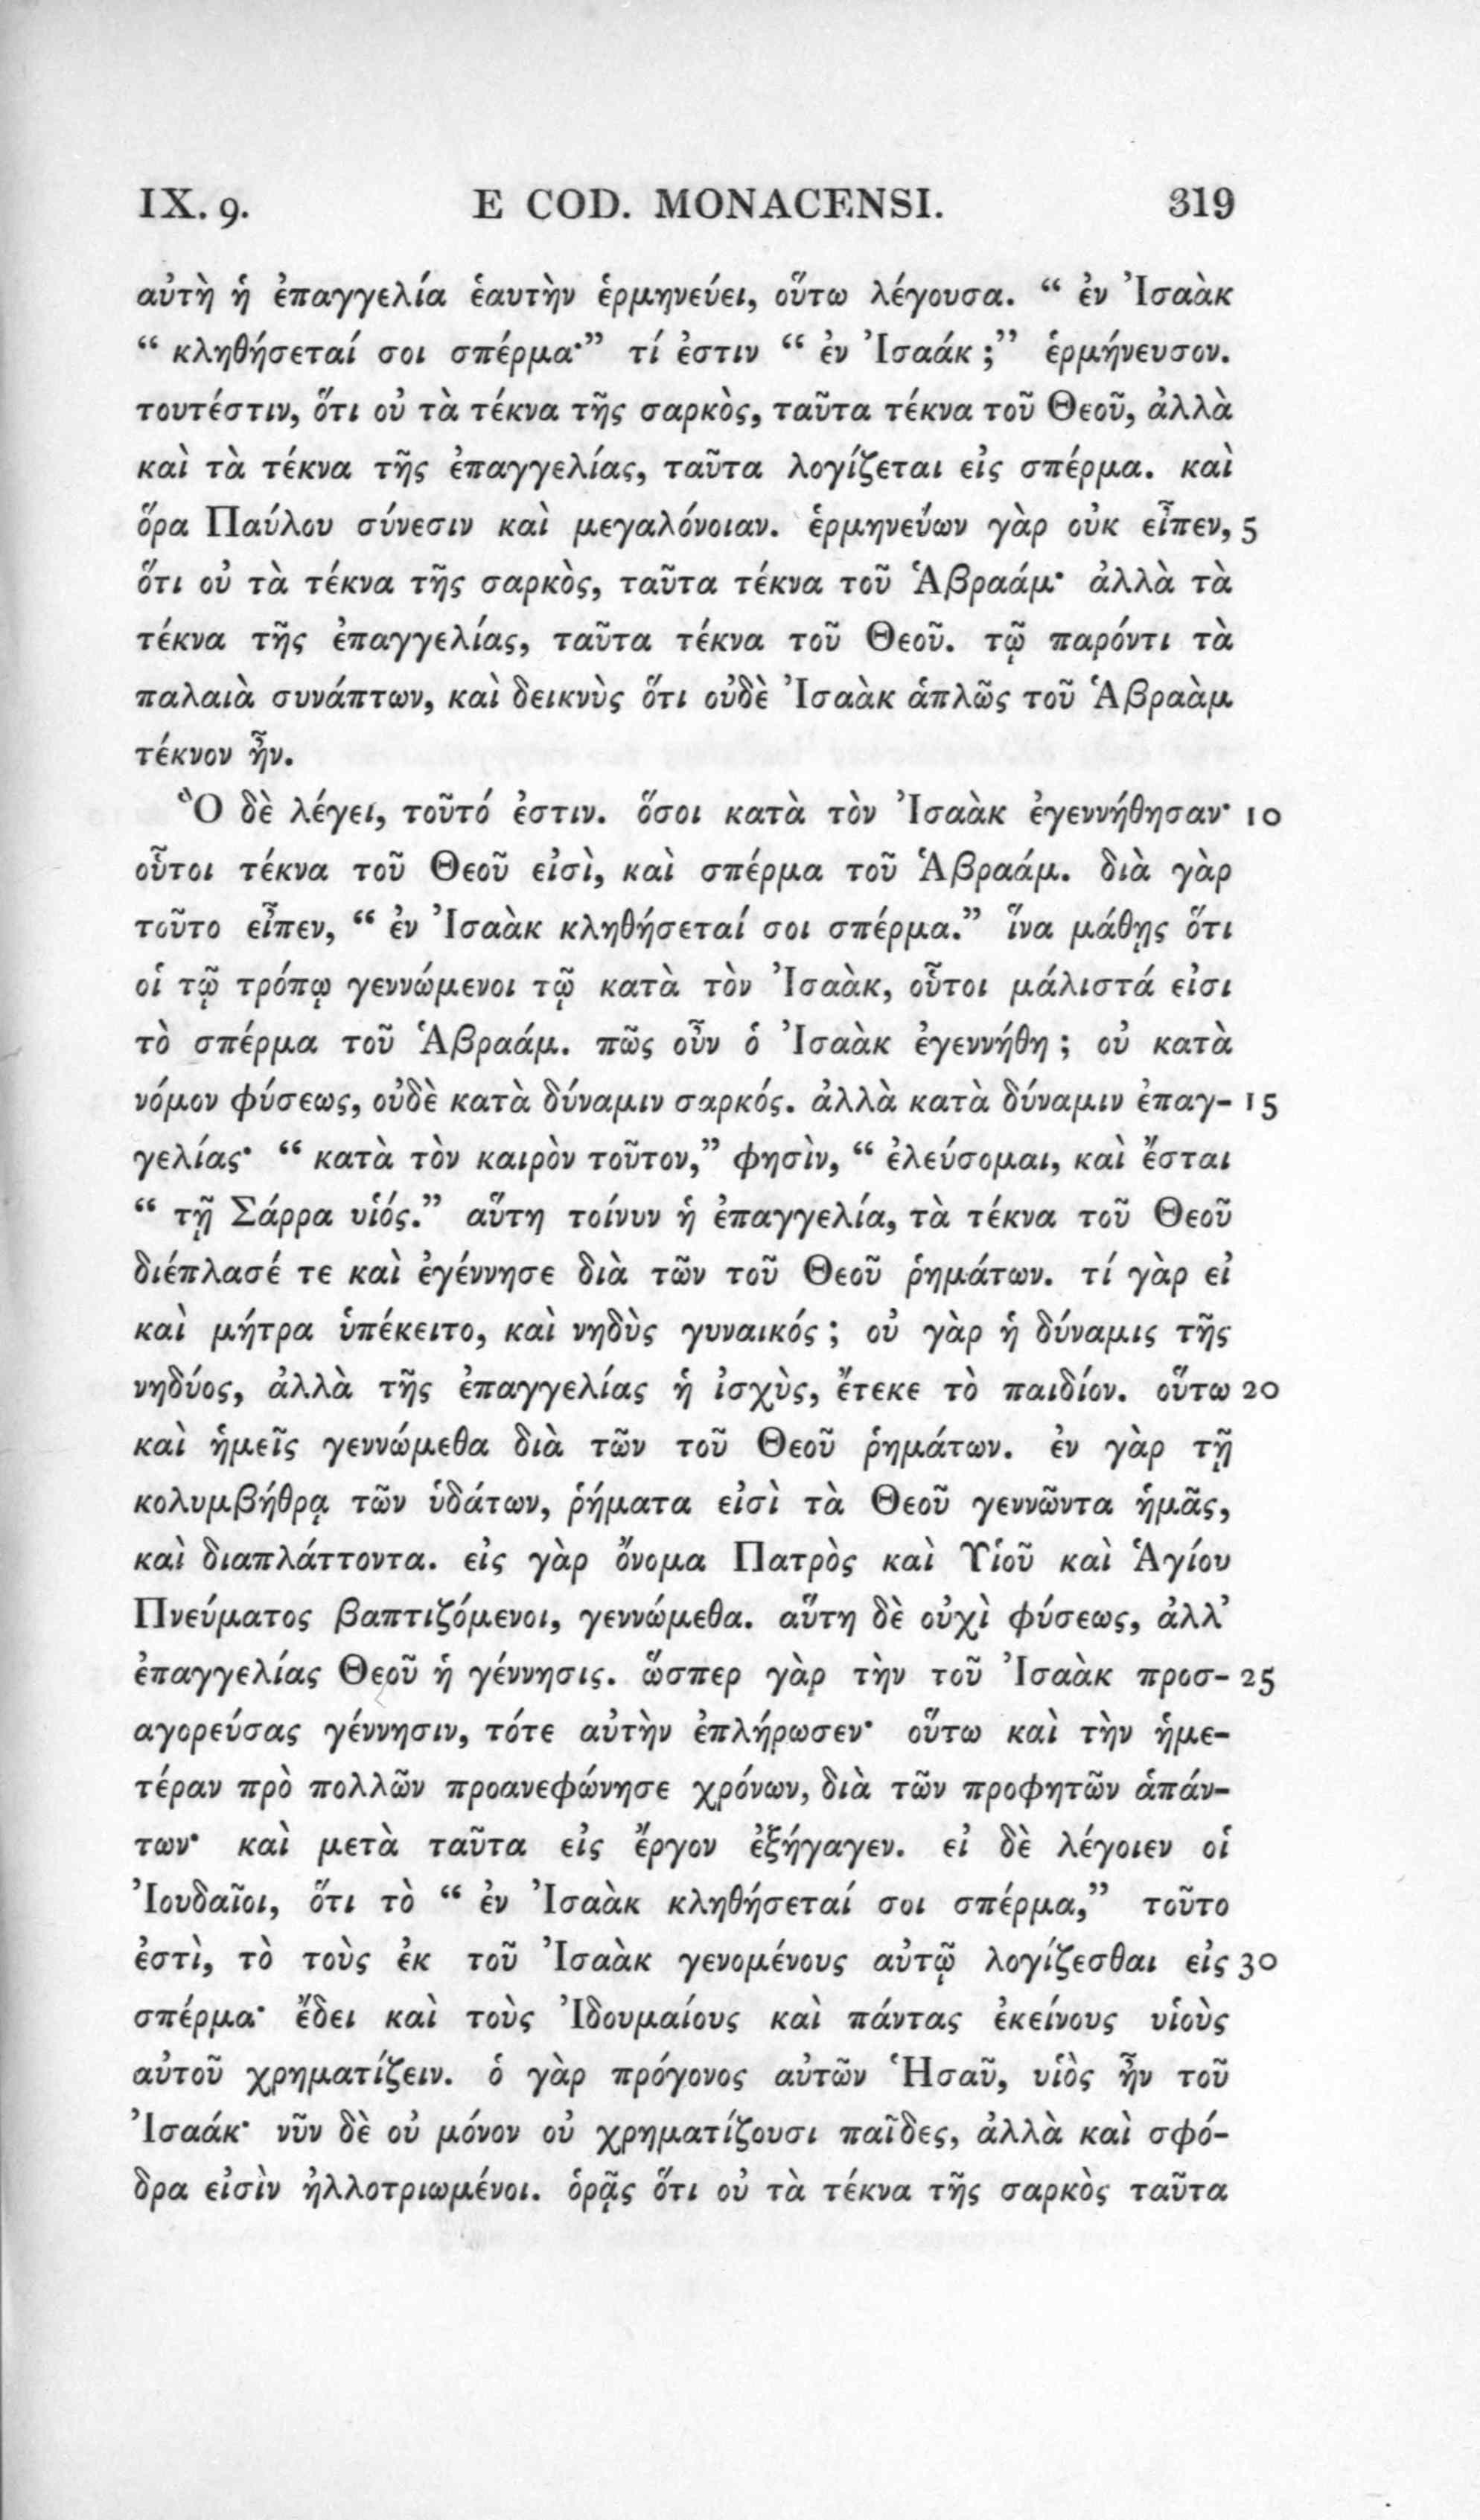 IX. 9. E COD. MONACENSI. 319
αὐτὴ ἡ ἐπαγγελία ἑαυτὴν ἑρμηνεύει, οὕτω λέγουσα. “ ἐν Ἰσαὰκ
“ κληθήσεταί σοι σπέρμα·” τί ἐστιν “ ἐν Ἰσαάκ ;” ἑρμήνευσον.
τουτέστιν, ὅτι οὐ τὰ τέκνα τῆς σαρκὸς, ταῦτα τέκνα τοῦ Θεοῦ, ἀλλὰ
καὶ τὰ τέκνα τῆς ἐπαγγελίας, ταῦτα λογίζεται εἰς σπέρμα. καὶ
ὅρα Παύλου σύνεσιν καὶ μεγαλόνοιαν. ἑρμηνεύων γὰρ οὐκ εἶπεν, 5
ὅτι οὐ τὰ τέκνα τῆς σαρκὸς, ταῦτα τέκνα τοῦ Ἁβραάμ· ἀλλὰ τὰ
τέκνα τῆς ἐπαγγελίας, ταῦτα τέκνα τοῦ Θεοῦ. τῷ παρόντι τὰ
παλαιὰ συνάπτων, καὶ δεικνὺς ὅτι οὐδὲ Ἰσαὰκ ἁπλῶς τοῦ Ἁβραὰμ
τέκνον ἦν.
Ὃ δὲ λέγει, τοῦτό ἐστιν. ὅσοι κατὰ τὸν Ἰσαὰκ ἐγεννήθησαν· 10
οὗτοι τέκνα τοῦ Θεοῦ εἰσὶ, καὶ σπέρμα τοῦ Ἁβραάμ. διὰ γὰρ
τοῦτο εἶπεν, “ ἐν Ἰσαὰκ κληθήσεταί σοι σπέρμα.” ἵνα μάθῃς ὅτι
οἱ τῷ τρόπῳ γεννώμενοι τῷ κατὰ τὸν Ἰσαὰκ, οὗτοι μάλιστά εἰσι
τὸ σπέρμα τοῦ Ἁβραάμ. πῶς οὖν ὁ Ἰσαὰκ ἐγεννήθη ; οὐ κατὰ
νόμον φύσεως, οὐδὲ κατὰ δύναμιν σαρκός. ἀλλὰ κατὰ δύναμιν ἐπαγ- 15
γελίας· “ κατὰ τὸν καιρὸν τοῦτον,” φησὶν, “ ἐλεύσομαι, καὶ ἔσται
“ τῇ Σάρρα υἱός.” αὕτη τοίνυν ἡ ἐπαγγελία, τὰ τέκνα τοῦ Θεοῦ
διέπλασέ τε καὶ ἐγέννησε διὰ τῶν τοῦ Θεοῦ ῥημάτων. τί γὰρ εἰ
καὶ μήτρα ὑπέκειτο, καὶ νηδὺς γυναικός ; οὐ γὰρ ἡ δύναμις τῆς
νηδύος, ἀλλὰ τῆς ἐπαγγελίας ἡ ἰσχὺς, ἔτεκε τὸ παιδίον. οὕτω 20
καὶ ἡμεῖς γεννώμεθα διὰ τῶν τοῦ Θεοῦ ῥημάτων. ἐν γὰρ τῇ
κολυμβήθρᾳ τῶν ὑδάτων, ῥήματα εἰσὶ τὰ Θεοῦ γεννῶντα ἡμᾶς,
καὶ διαπλάττοντα. εἰς γὰρ ὄνομα Πατρὸς καὶ Υἱοῦ καὶ Ἁγίου
Πνεύματος βαπτιζόμενοι, γεννώμεθα. αὕτη δὲ οὐχὶ φύσεως, ἀλλ’
ἐπαγγελίας Θεοῦ ἡ γέννησις. ὥσπερ γὰρ τὴν τοῦ Ἰσαὰκ προσ- 25
αγορεύσας γέννησιν, τότε αὐτὴν ἐπλήρωσεν· οὕτω καὶ τὴν ἡμε-
τέραν πρὸ πολλῶν προανεφώνησε χρόνων, διὰ τῶν προφητῶν ἁπάν-
των· καὶ μετὰ ταῦτα εἰς ἔργον ἐξήγαγεν. εἰ δὲ λέγοιεν οἱ
Ἰουδαῖοι, ὅτι τὸ “ ἐν Ἰσαὰκ κληθήσεταί σοι σπέρμα,” τοῦτο
ἐστὶ, τὸ τοὺς ἐκ τοῦ Ἰσαὰκ γενομένους αὐτῷ λογίζεσθαι εἰς 30
σπέρμα· ἔδει καὶ τοὺς Ἰδουμαίους καὶ πάντας ἐκείνους υἱοὺς
αὐτοῦ χρηματίζειν. ὁ γὰρ πρόγονος αὐτῶν Ἡσαῦ, υἱὸς ἦν τοῦ
Ἰσαάκ· νῦν δὲ οὐ μόνον οὐ χρηματίζουσι παῖδες, ἀλλὰ καὶ σφό-
δρα εἰσὶν ἠλλοτριωμένοι. ὁρᾷς ὅτι οὐ τὰ τέκνα τῆς σαρκὸς ταῦτα